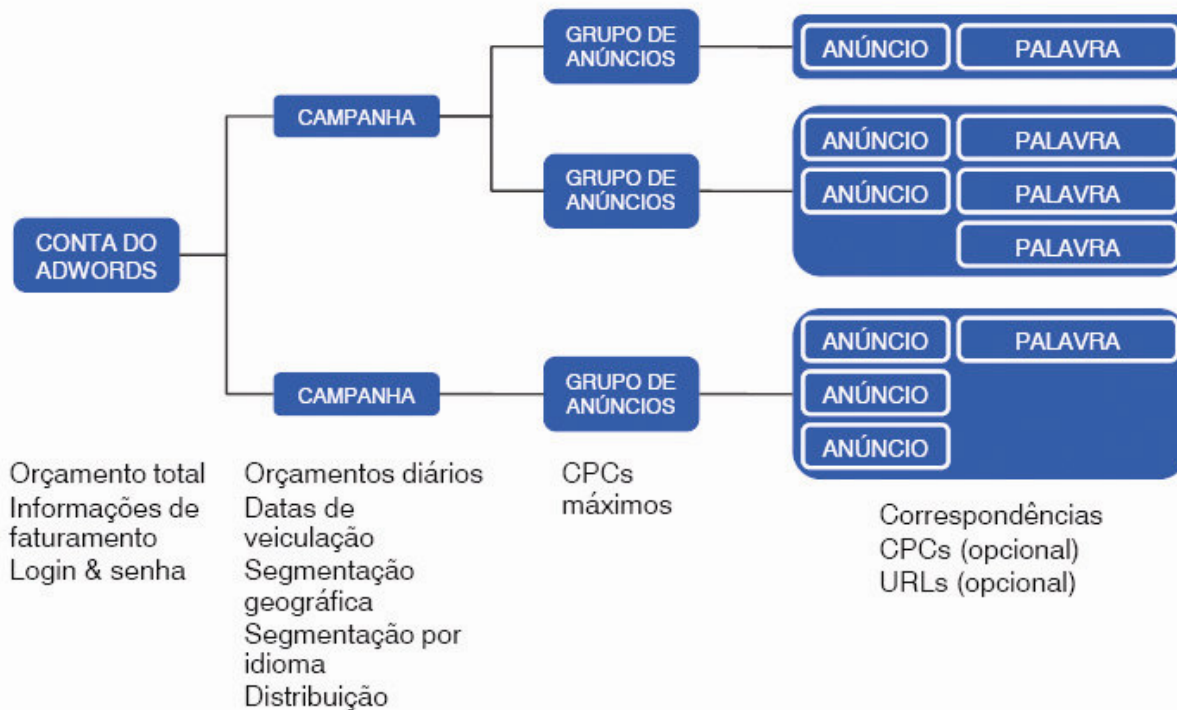 GRUPO DE
ANÚNCIOS
ANÚNCIO PALAVRA
CAMPANHA
ANÚNCIO PALAVRA
GRUPO DE
ANÚNCIOS
ANÚNCIO PALAVRA
PALAVRA
CONTA DO
ADWORDS
ANÚNCIO PALAVRA
CAMPANHA
GRUPO DE
ANÚNCIOS
ANÚNCIO
ANÚNCIO
Orçamento total
Informações de
faturamento
Login & senha
Orçamentos diários
Datas de
veiculação
Segmentação
geográfica
Segmentação por
idioma
Distribuição
CPCs
máximos
Correspondências
CPCs (opcional)
URLs (opcional)